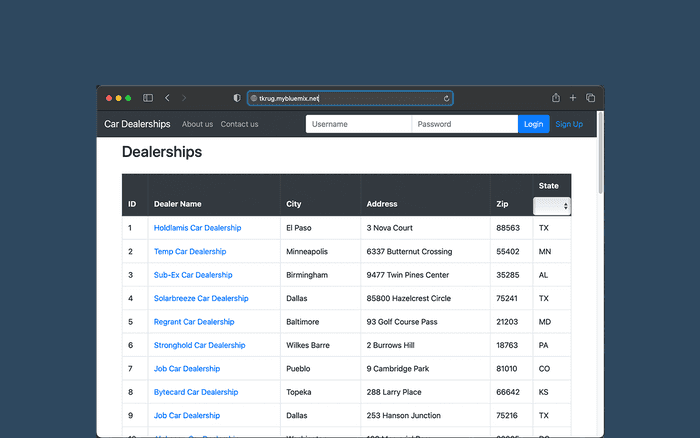 tkrug.mybluemix.net
Car Dealerships About us Contact us Username Password Login Sign Up
Dealerships
State
ID Dealer Name City Address Zip
1 Holdlamis Car Dealership El Paso 3 Nova Court 88563 TX
2 Temp Car Dealership Minneapolis 6337 Butternut Crossing 55402 MN
3 Sub-Ex Car Dealership Birmingham 9477 Twin Pines Center 35285 AL
4 Solarbreeze Car Dealership Dallas 85800 Hazelcrest Circle 75241 TX
5 Regrant Car Dealership Baltimore 93 Golf Course Pass 21203 MD
6 Stronghold Car Dealership Wilkes Barre 2 Burrows Hill 18763 PA
7 Job Car Dealership Pueblo 9 Cambridge Park 81010 CO
8 Bytecard Car Dealership Topeka 288 Larry Place 66642 KS
9 Job Car Dealership Dallas 253 Hanson Junction 75216 TX